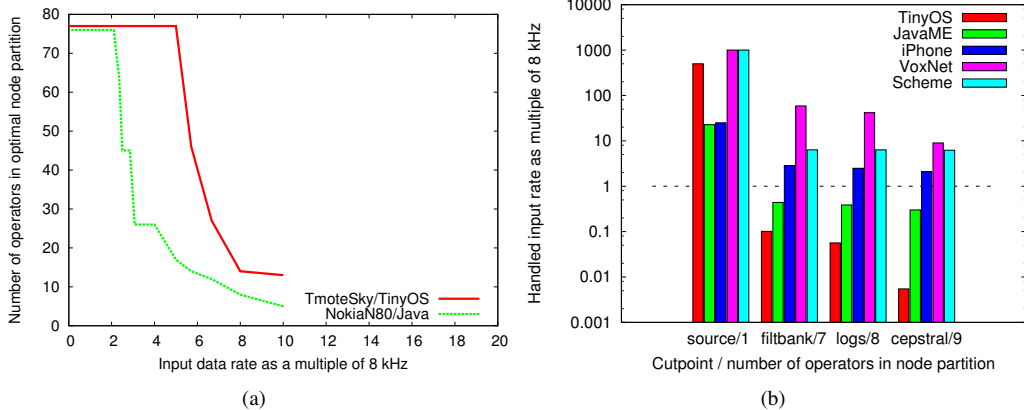 Number of operators in optimal node partition
80
70
60
50
40
30
20
10
0
0 2 4 6 8 10 12 14 16 18 20
Input data rate as a multiple of 8 kHz
TmoteSky/TinyOS
NokiaN80/Java
(a)
Handled input rate as multiple of 8 kHz
10000
1000
100
10
1
0.1
0.01
0.001
TinyOS
JavaME
iPhone
VoxNet
Scheme
source/1 filtbank/7 logs/8 cepstral/9
Cutpoint / number of operators in node partition
(b)